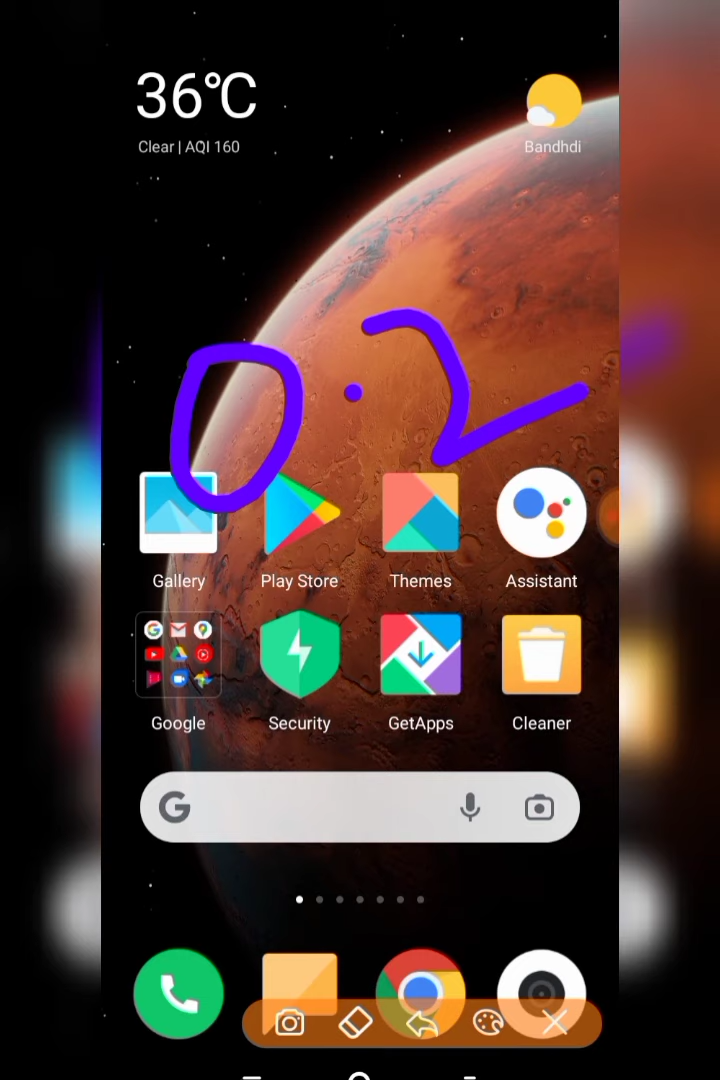 36°C
Clear | AQI 160
Bandhdi
0.2
Gallery
Play Store
Themes
Assistant
Google
Security
GetApps
Cleaner